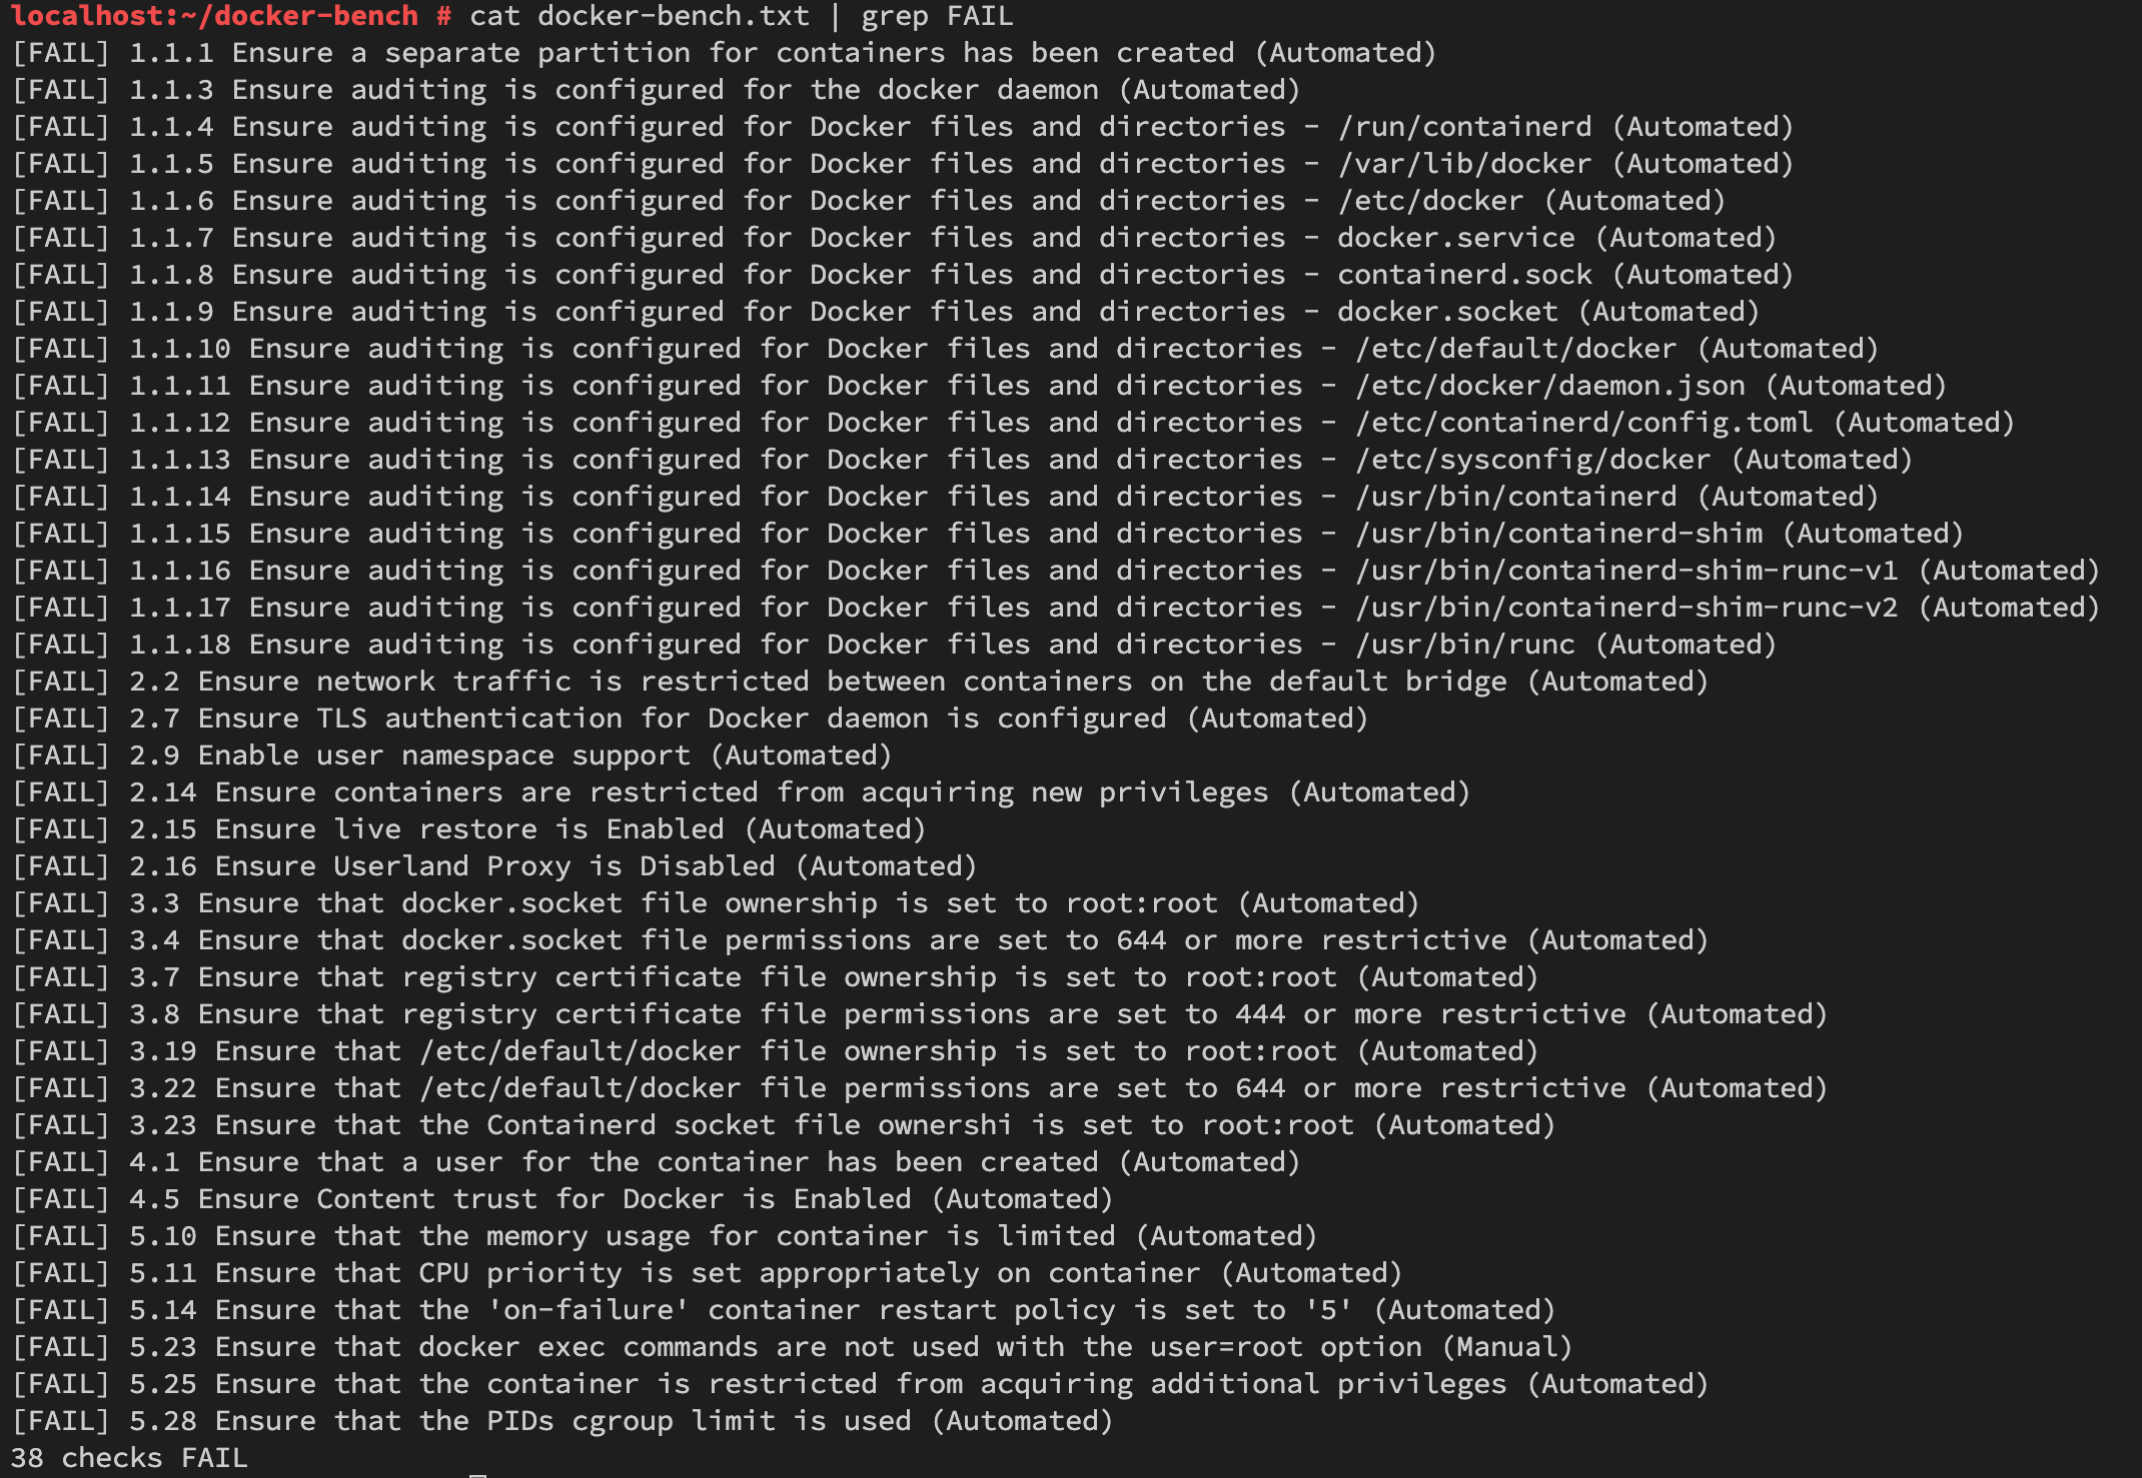 localhost:~/docker-bench # cat docker-bench.txt | grep FAIL
[FAIL] 1.1.1 Ensure a separate partition for containers has been created (Automated)
[FAIL] 1.1.3 Ensure auditing is configured for the docker daemon (Automated)
[FAIL] 1.1.4 Ensure auditing is configured for Docker files and directories - /run/containerd (Automated)
[FAIL] 1.1.5 Ensure auditing is configured for Docker files and directories - /var/lib/docker (Automated)
[FAIL] 1.1.6 Ensure auditing is configured for Docker files and directories - /etc/docker (Automated)
[FAIL] 1.1.7 Ensure auditing is configured for Docker files and directories - docker.service (Automated)
[FAIL] 1.1.8 Ensure auditing is configured for Docker files and directories - containerd.sock (Automated)
[FAIL] 1.1.9 Ensure auditing is configured for Docker files and directories - docker.socket (Automated)
[FAIL] 1.1.10 Ensure auditing is configured for Docker files and directories - /etc/default/docker (Automated)
[FAIL] 1.1.11 Ensure auditing is configured for Docker files and directories - /etc/docker/daemon.json (Automated)
[FAIL] 1.1.12 Ensure auditing is configured for Docker files and directories - /etc/containerd/config.toml (Automated)
[FAIL] 1.1.13 Ensure auditing is configured for Docker files and directories - /etc/sysconfig/docker (Automated)
[FAIL] 1.1.14 Ensure auditing is configured for Docker files and directories - /usr/bin/containerd (Automated)
[FAIL] 1.1.15 Ensure auditing is configured for Docker files and directories - /usr/bin/containerd-shim (Automated)
[FAIL] 1.1.16 Ensure auditing is configured for Docker files and directories - /usr/bin/containerd-shim-runc-v1 (Automated)
[FAIL] 1.1.17 Ensure auditing is configured for Docker files and directories - /usr/bin/containerd-shim-runc-v2 (Automated)
[FAIL] 1.1.18 Ensure auditing is configured for Docker files and directories - /usr/bin/runc (Automated)
[FAIL] 2.2 Ensure network traffic is restricted between containers on the default bridge (Automated)
[FAIL] 2.7 Ensure TLS authentication for Docker daemon is configured (Automated)
[FAIL] 2.9 Enable user namespace support (Automated)
[FAIL] 2.14 Ensure containers are restricted from acquiring new privileges (Automated)
[FAIL] 2.15 Ensure live restore is Enabled (Automated)
[FAIL] 2.16 Ensure Userland Proxy is Disabled (Automated)
[FAIL] 3.3 Ensure that docker.socket file ownership is set to root:root (Automated)
[FAIL] 3.4 Ensure that docker.socket file permissions are set to 644 or more restrictive (Automated)
[FAIL] 3.7 Ensure that registry certificate file ownership is set to root:root (Automated)
[FAIL] 3.8 Ensure that registry certificate file permissions are set to 444 or more restrictive (Automated)
[FAIL] 3.19 Ensure that /etc/default/docker file ownership is set to root:root (Automated)
[FAIL] 3.22 Ensure that /etc/default/docker file permissions are set to 644 or more restrictive (Automated)
[FAIL] 3.23 Ensure that the Containerd socket file ownershi is set to root:root (Automated)
[FAIL] 4.1 Ensure that a user for the container has been created (Automated)
[FAIL] 4.5 Ensure Content trust for Docker is Enabled (Automated)
[FAIL] 5.10 Ensure that the memory usage for container is limited (Automated)
[FAIL] 5.11 Ensure that CPU priority is set appropriately on container (Automated)
[FAIL] 5.14 Ensure that the 'on-failure' container restart policy is set to '5' (Automated)
[FAIL] 5.23 Ensure that docker exec commands are not used with the user=root option (Manual)
[FAIL] 5.25 Ensure that the container is restricted from acquiring additional privileges (Automated)
[FAIL] 5.28 Ensure that the PIDs cgroup limit is used (Automated)
38 checks FAIL